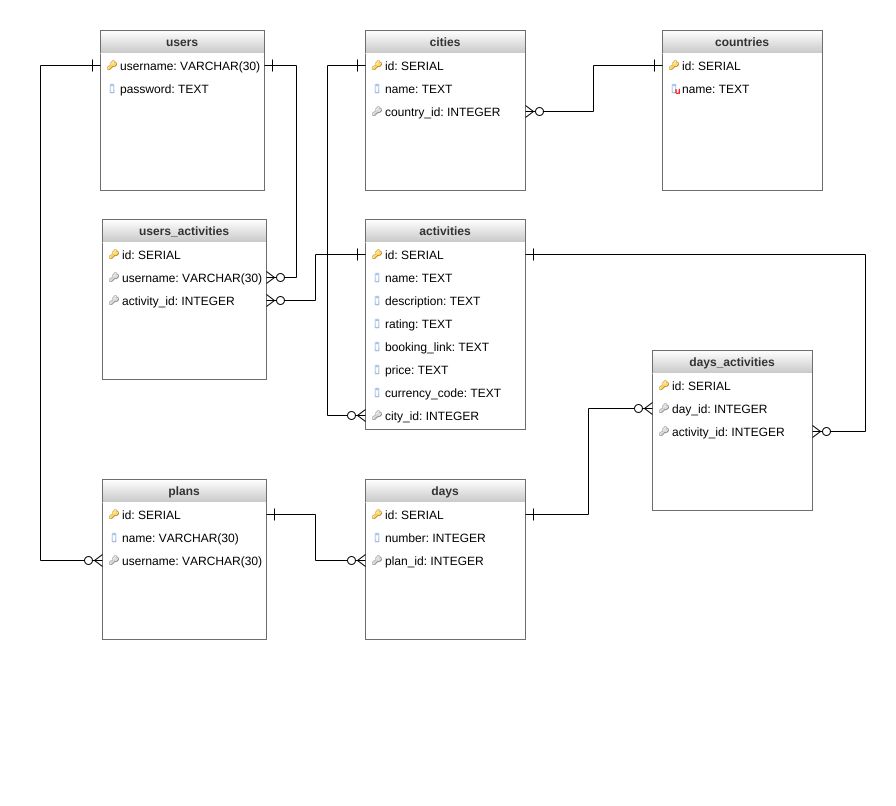 users
username: VARCHAR(30)
password: TEXT
cities
id: SERIAL
name: TEXT
country_id: INTEGER
countries
id: SERIAL
name: TEXT
users_activities
id: SERIAL
username: VARCHAR(30)
activity_id: INTEGER
activities
id: SERIAL
name: TEXT
description: TEXT
rating: TEXT
booking_link: TEXT
price: TEXT
currency_code: TEXT
city_id: INTEGER
days_activities
id: SERIAL
day_id: INTEGER
activity_id: INTEGER
plans
id: SERIAL
name: VARCHAR(30)
username: VARCHAR(30)
days
id: SERIAL
number: INTEGER
plan_id: INTEGER